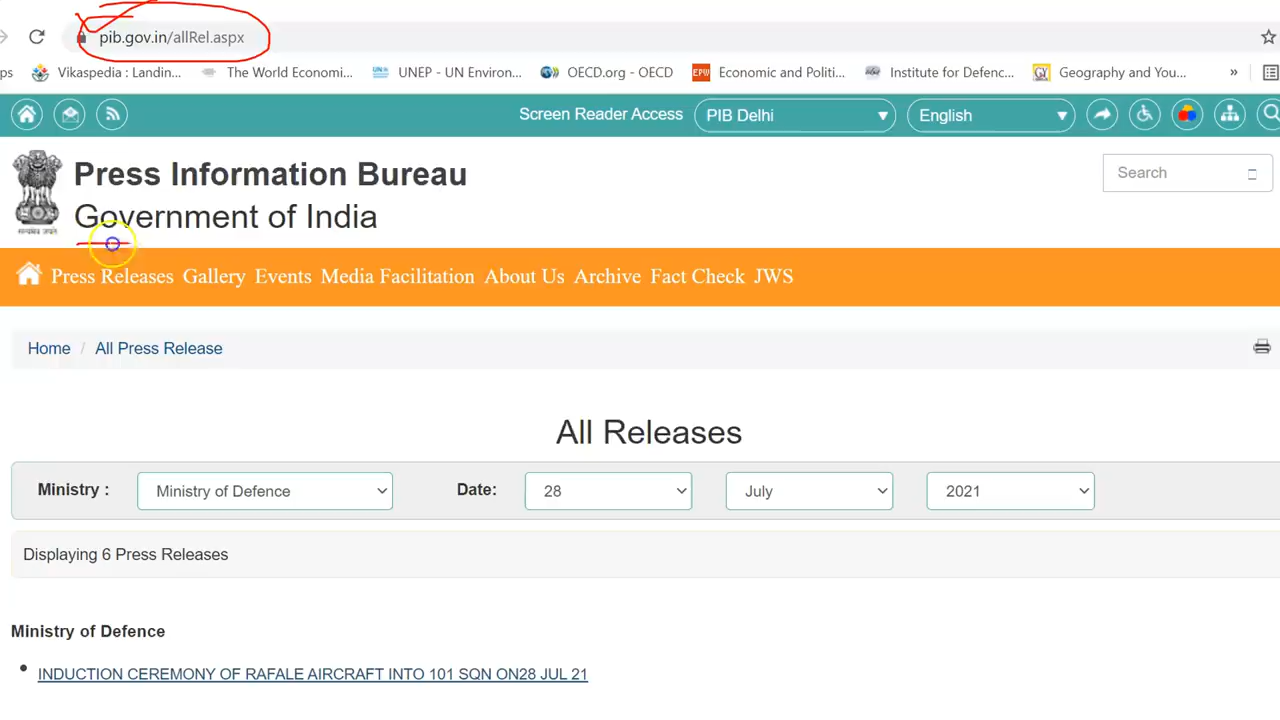 pib.gov.in/allRel.aspx
ps Vikaspedia : Landin... The World Economi... UNEP - UN Environ... OECD.org - OECD EPW Economic and Politi... Institute for Defenc... GY Geography and You... »
Screen Reader Access PIB Delhi English
Press Information Bureau
Government of India
Search
Press Releases Gallery Events Media Facilitation About Us Archive Fact Check JWS
Home / All Press Release
All Releases
Ministry : Ministry of Defence Date: 28 July 2021
Displaying 6 Press Releases
Ministry of Defence
INDUCTION CEREMONY OF RAFALE AIRCRAFT INTO 101 SQN ON28 JUL 21